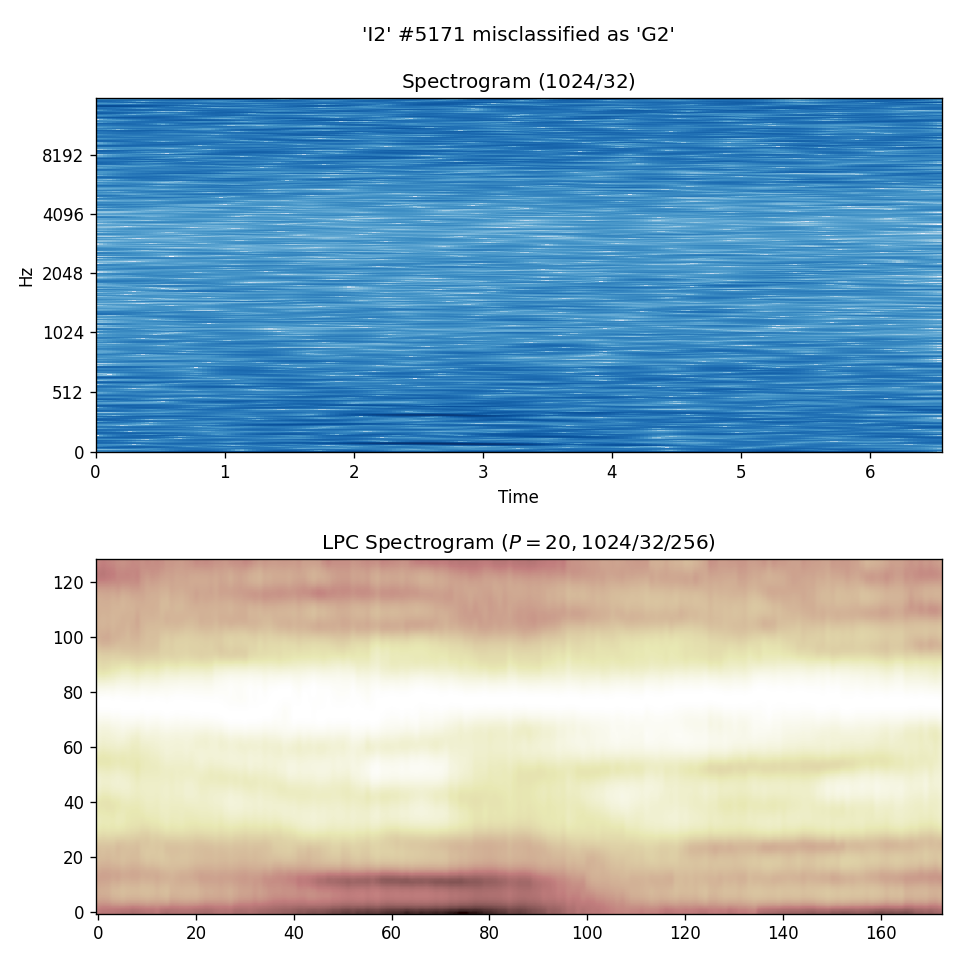 'I2' #5171 misclassified as 'G2'
Spectrogram (1024/32)
Hz
8192
4096
2048
1024
512
0
0 1 2 3 4 5 6
Time
LPC Spectrogram (P = 20, 1024/32/256)
120
100
80
60
40
20
0
0 20 40 60 80 100 120 140 160